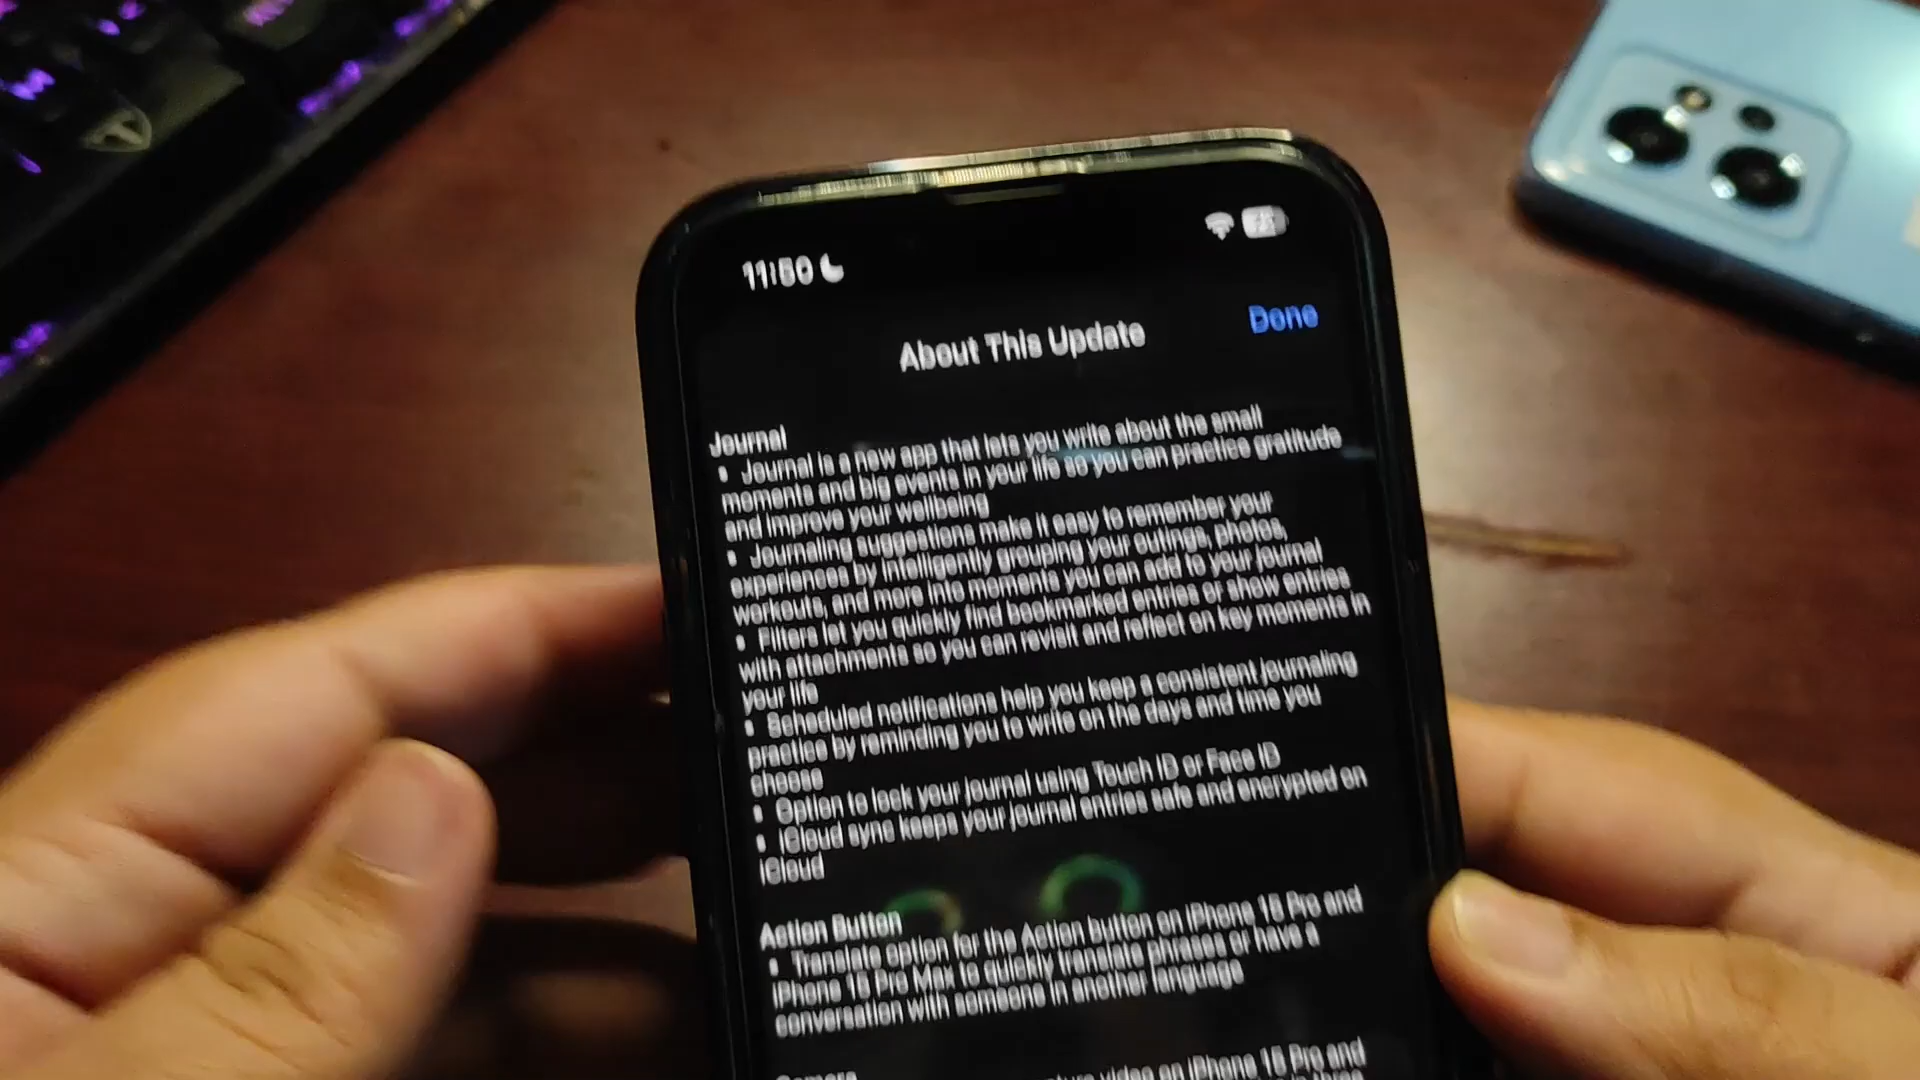 11:50
About This Update
Done
Journal
• Journal is a new app that lets you write about the small
moments and big events in your life so you can practice gratitude
and improve your wellbeing
• Journaling suggestions make it easy to remember your
experiences by intelligently grouping your outings, photos,
workouts, and more into moments you can add to your journal
• Filters let you quickly find bookmarked entries or show entries
with attachments so you can revisit and reflect on key moments in
your life
• Scheduled notifications help you keep a consistent journaling
practice by reminding you to write on the days and time you
choose
• Option to lock your journal using Touch ID or Face ID
• iCloud sync keeps your journal entries safe and encrypted on
iCloud
Action Button
• Translate option for the Action button on iPhone 15 Pro and
iPhone 15 Pro Max to quickly translate phrases or have a
conversation with someone in another language
Camera
video on iPhone 15 Pro and